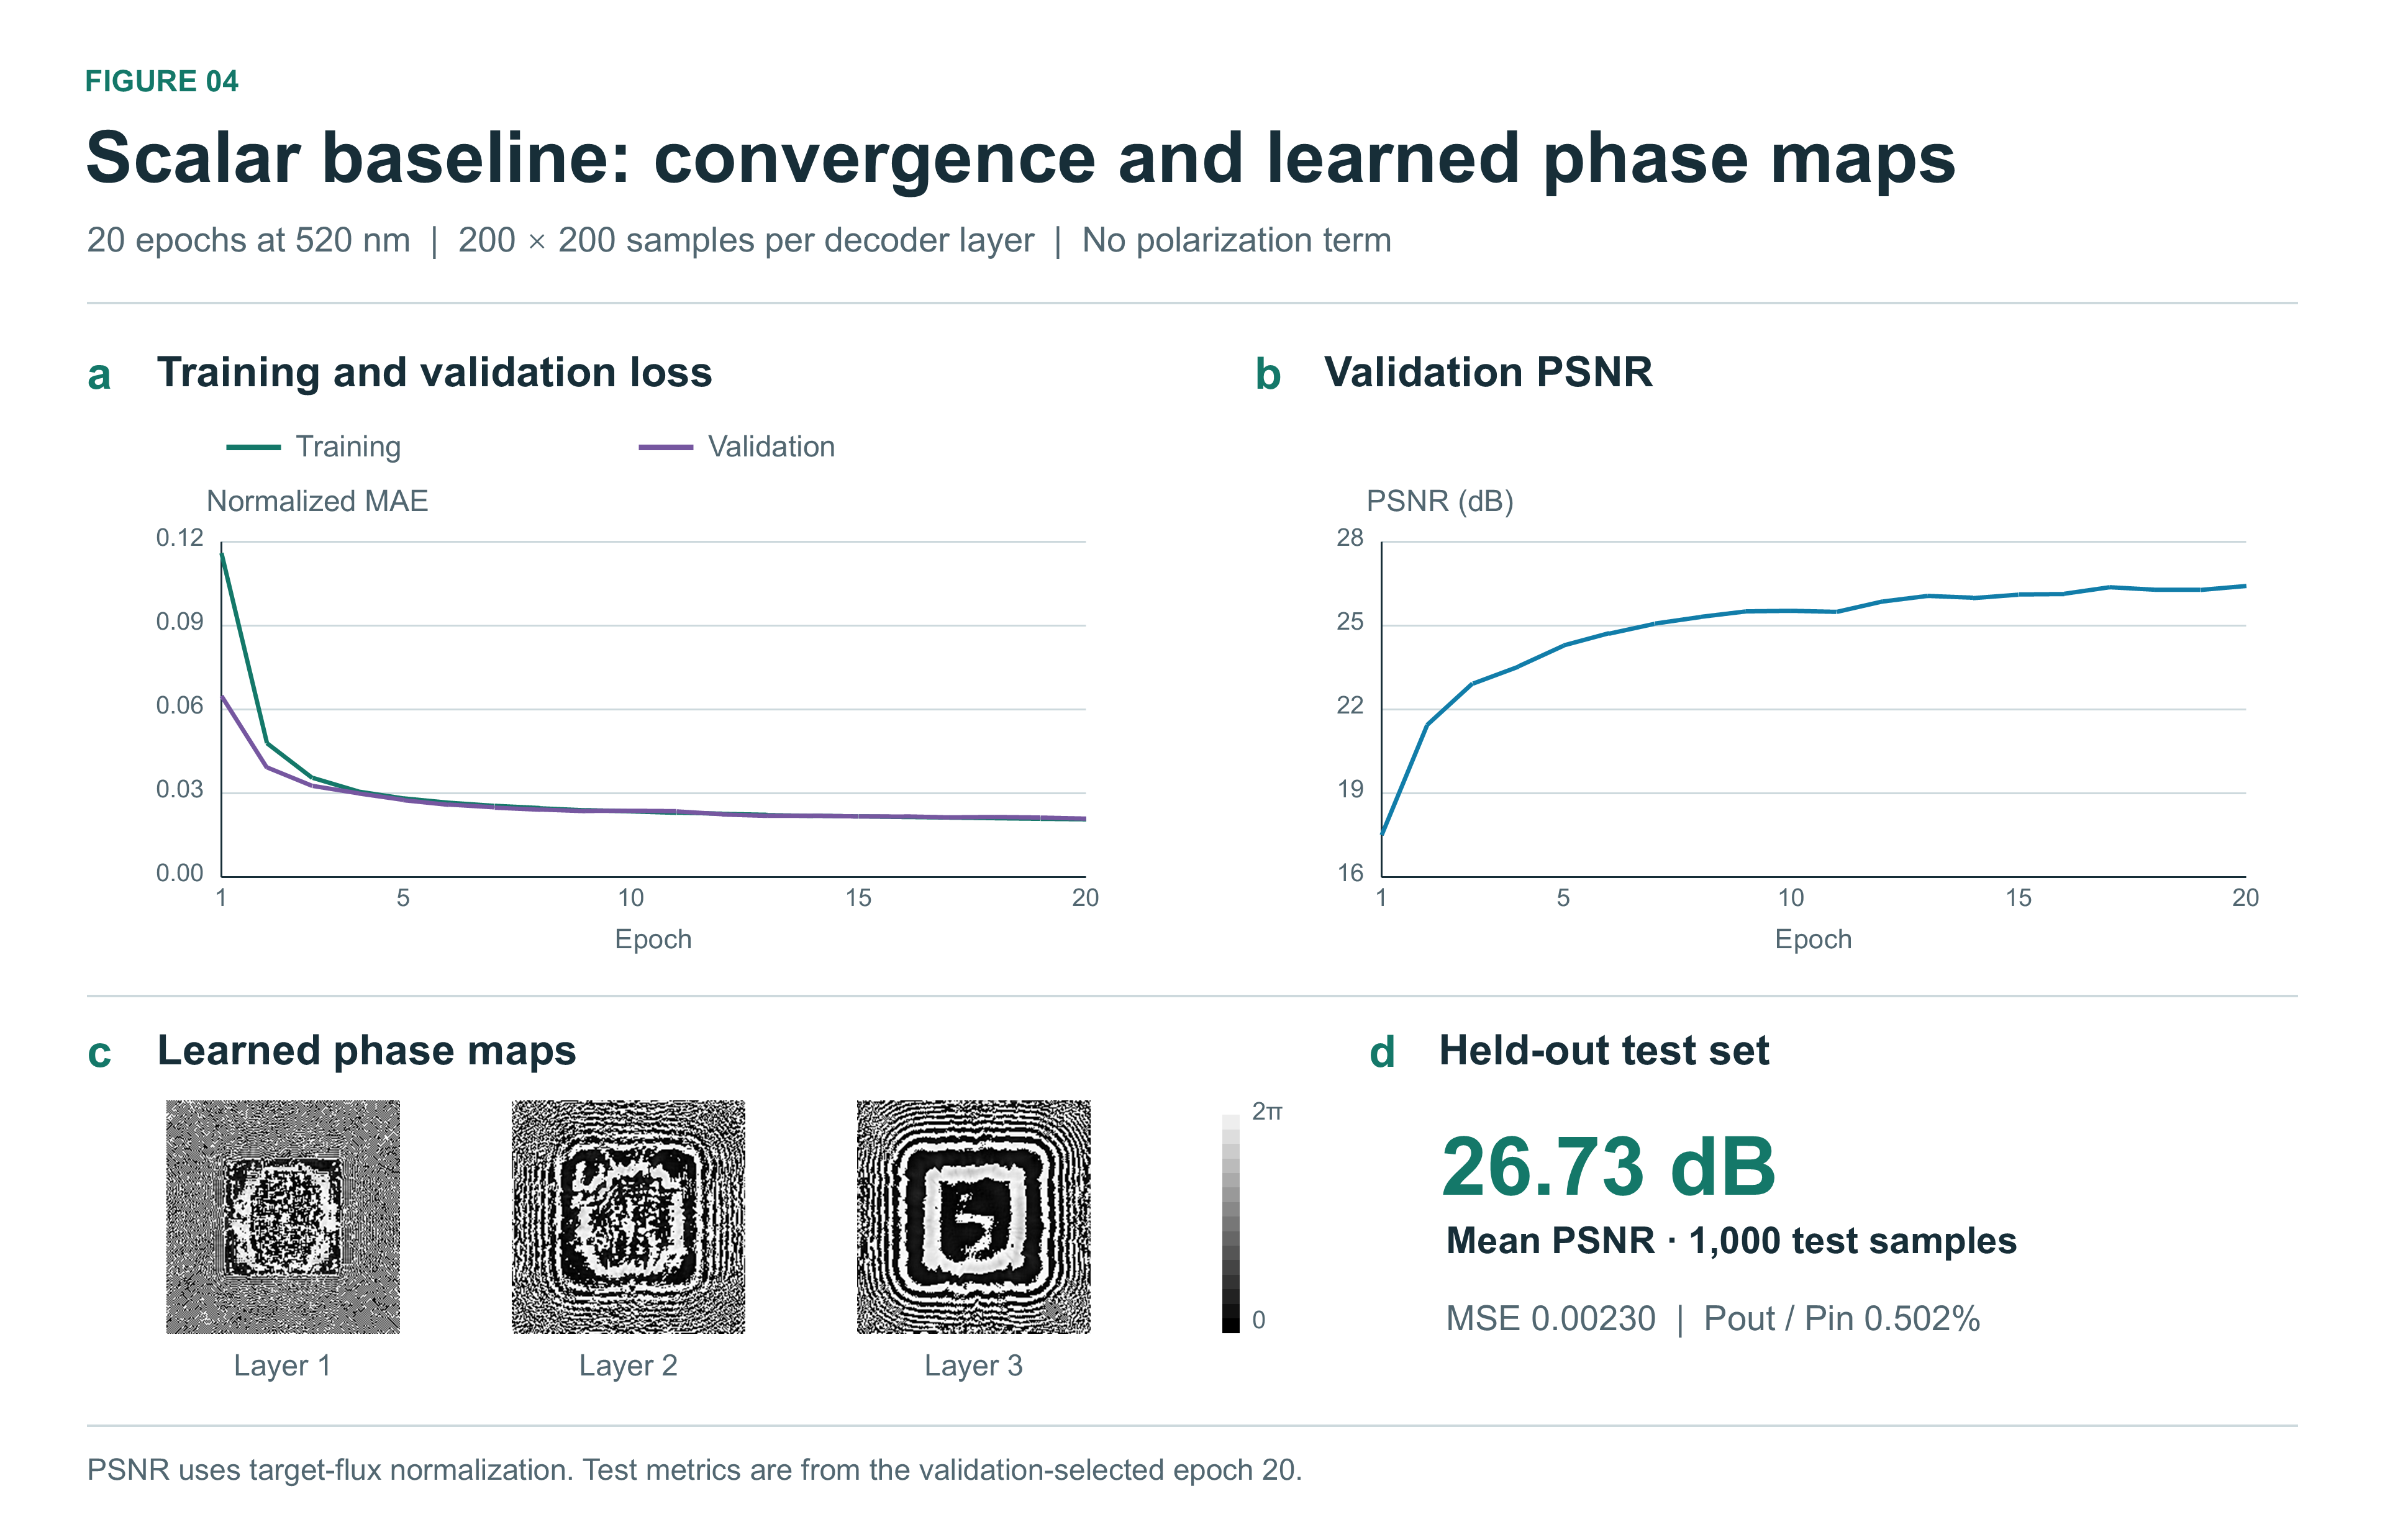 FIGURE 04
Scalar baseline: convergence and learned phase maps
20 epochs at 520 nm | 200 × 200 samples per decoder layer | No polarization term
a Training and validation loss
Training Validation
Normalized MAE
0.12
0.09
0.06
0.03
0.00
1 5 10 15 20
Epoch
b Validation PSNR
PSNR (dB)
28
25
22
19
16
1 5 10 15 20
Epoch
c Learned phase maps
2π
0
Layer 1 Layer 2 Layer 3
d Held-out test set
26.73 dB
Mean PSNR · 1,000 test samples
MSE 0.00230 | Pout / Pin 0.502%
PSNR uses target-flux normalization. Test metrics are from the validation-selected epoch 20.